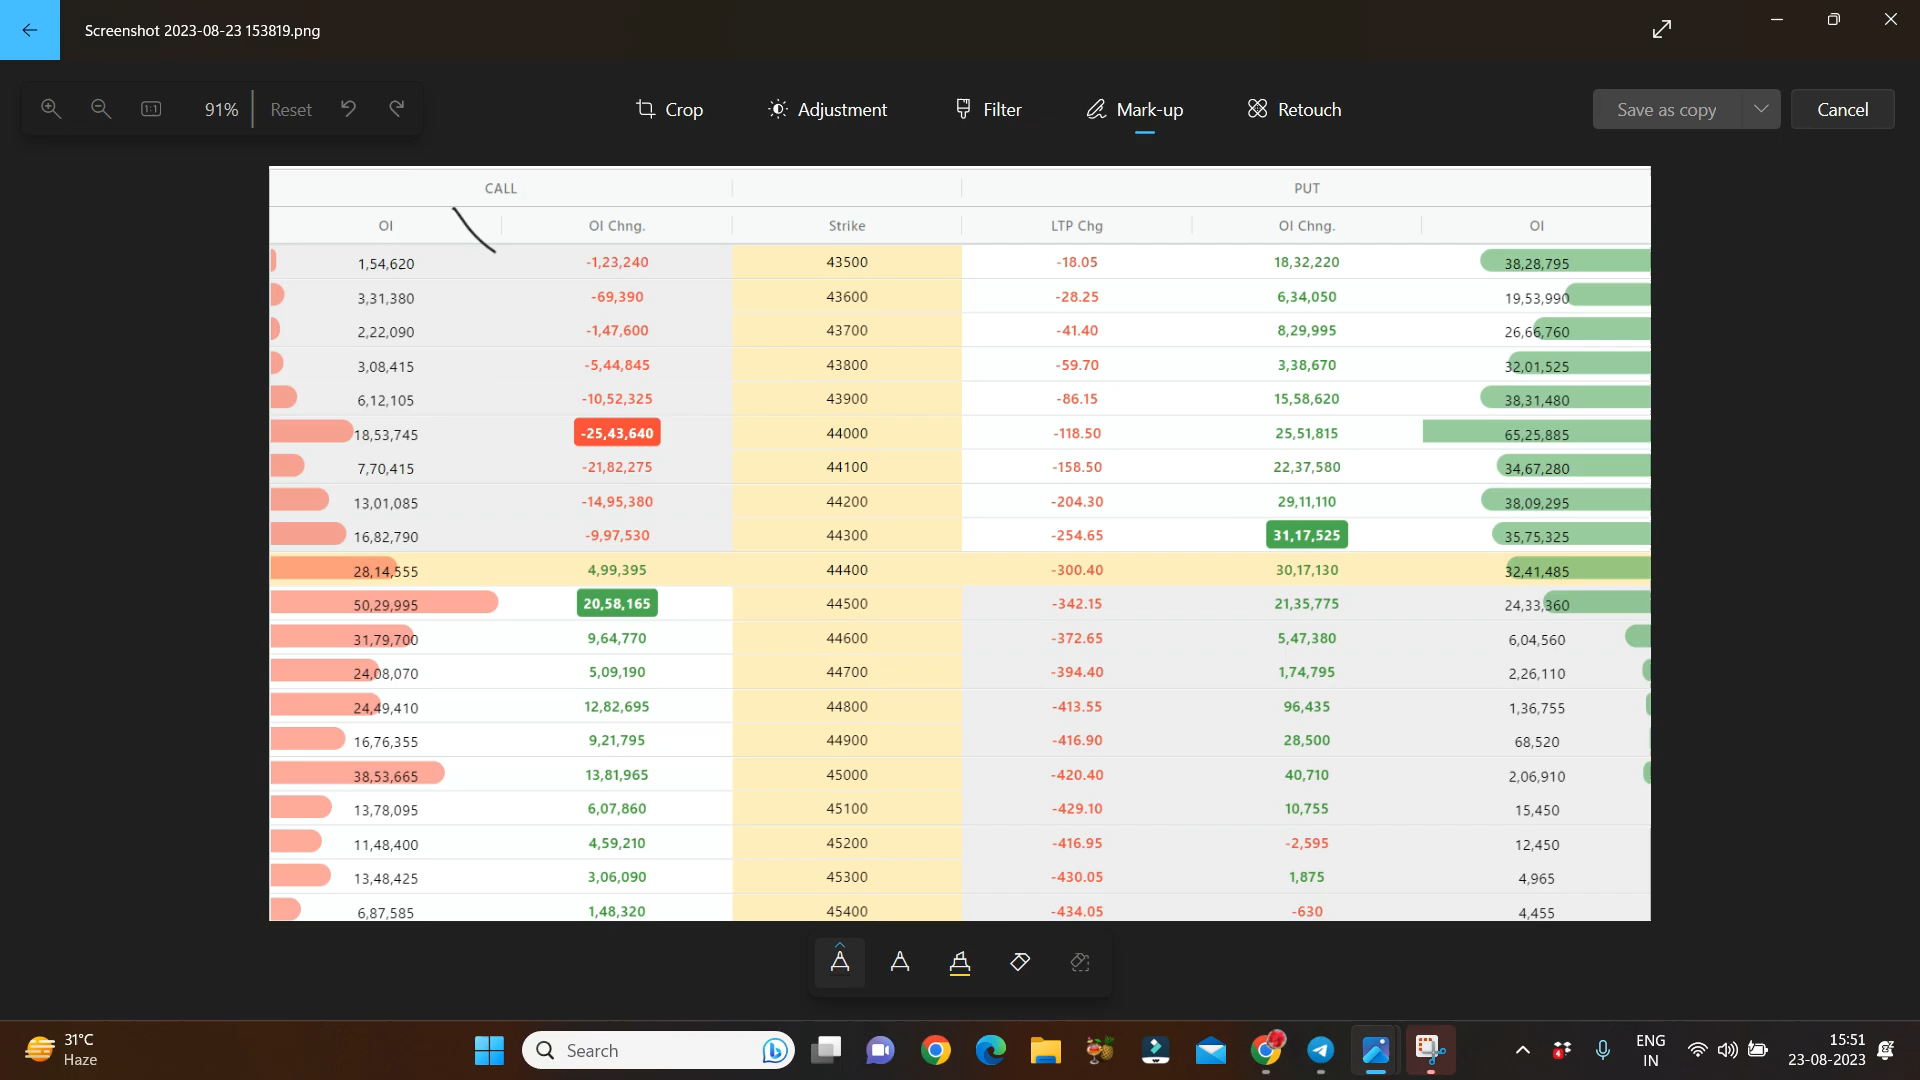 Screenshot 2023-08-23 153819.png
91% Reset Crop Adjustment Filter Mark-up Retouch Save as copy Cancel
CALL PUT
OI OI Chng. Strike LTP Chg OI Chng. OI
1,54,620 -1,23,240 43500 -18.05 18,32,220 38,28,795
3,31,380 -69,390 43600 -28.25 6,34,050 19,53,990
2,22,090 -1,47,600 43700 -41.40 8,29,995 26,66,760
3,08,415 -5,44,845 43800 -59.70 3,38,670 32,01,525
6,12,105 -10,52,325 43900 -86.15 15,58,620 38,31,480
18,53,745 -25,43,640 44000 -118.50 25,51,815 65,25,885
7,70,415 -21,82,275 44100 -158.50 22,37,580 34,67,280
13,01,085 -14,95,380 44200 -204.30 29,11,110 38,09,295
16,82,790 -9,97,530 44300 -254.65 31,17,525 35,75,325
28,14,555 4,99,395 44400 -300.40 30,17,130 32,41,485
50,29,995 20,58,165 44500 -342.15 21,35,775 24,33,360
31,79,700 9,64,770 44600 -372.65 5,47,380 6,04,560
24,08,070 5,09,190 44700 -394.40 1,74,795 2,26,110
24,49,410 12,82,695 44800 -413.55 96,435 1,36,755
16,76,355 9,21,795 44900 -416.90 28,500 68,520
38,53,665 13,81,965 45000 -420.40 40,710 2,06,910
13,78,095 6,07,860 45100 -429.10 10,755 15,450
11,48,400 4,59,210 45200 -416.95 -2,595 12,450
13,48,425 3,06,090 45300 -430.05 1,875 4,965
6,87,585 1,48,320 45400 -434.05 -630 4,455
31°C
Haze
Search
ENG
IN
15:51
23-08-2023